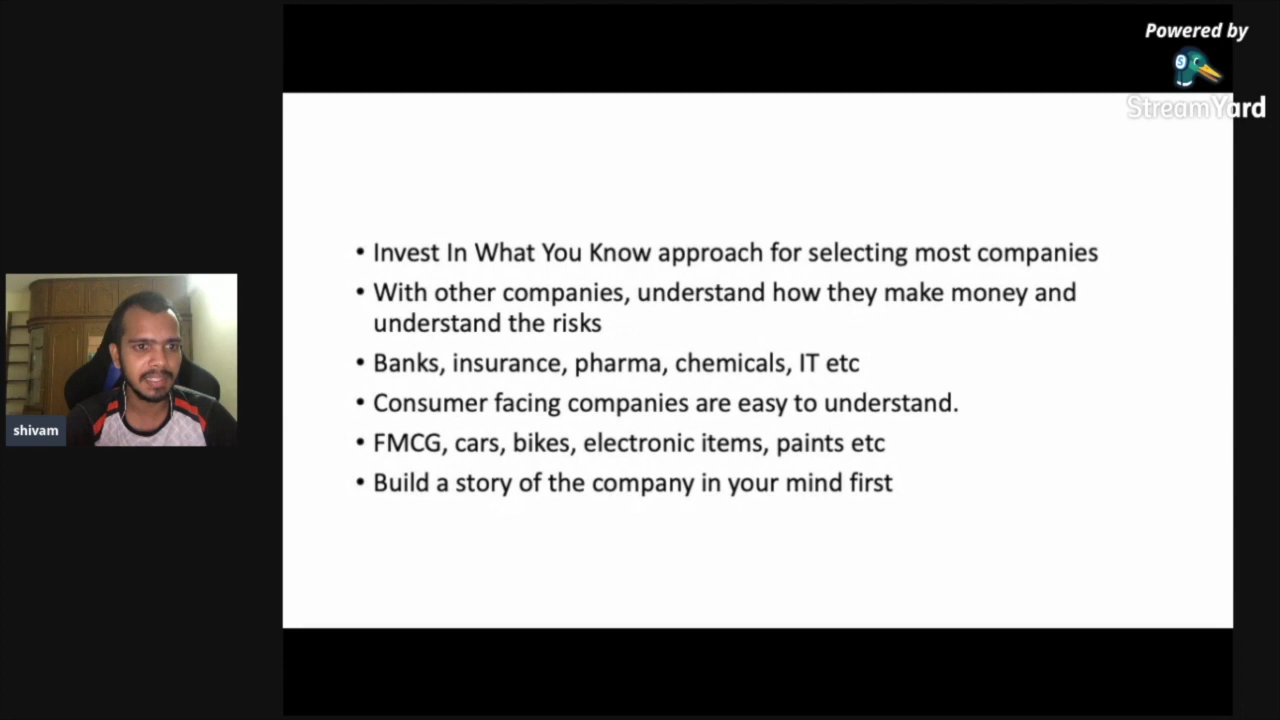 Powered by
StreamYard
• Invest In What You Know approach for selecting most companies
• With other companies, understand how they make money and
understand the risks
• Banks, insurance, pharma, chemicals, IT etc
• Consumer facing companies are easy to understand.
• FMCG, cars, bikes, electronic items, paints etc
• Build a story of the company in your mind first
shivam